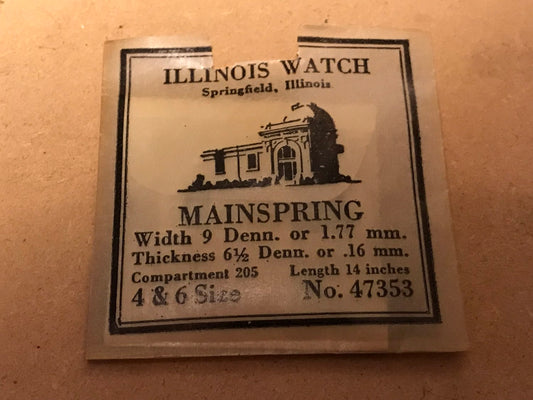 ILLINOIS WATCH
Springfield, Illinois
MAINSPRING
Width 9 Denn. or 1.77 mm.
Thickness 6½ Denn. or .16 mm.
Compartment 205 Length 14 inches
4 & 6 Size No. 47353